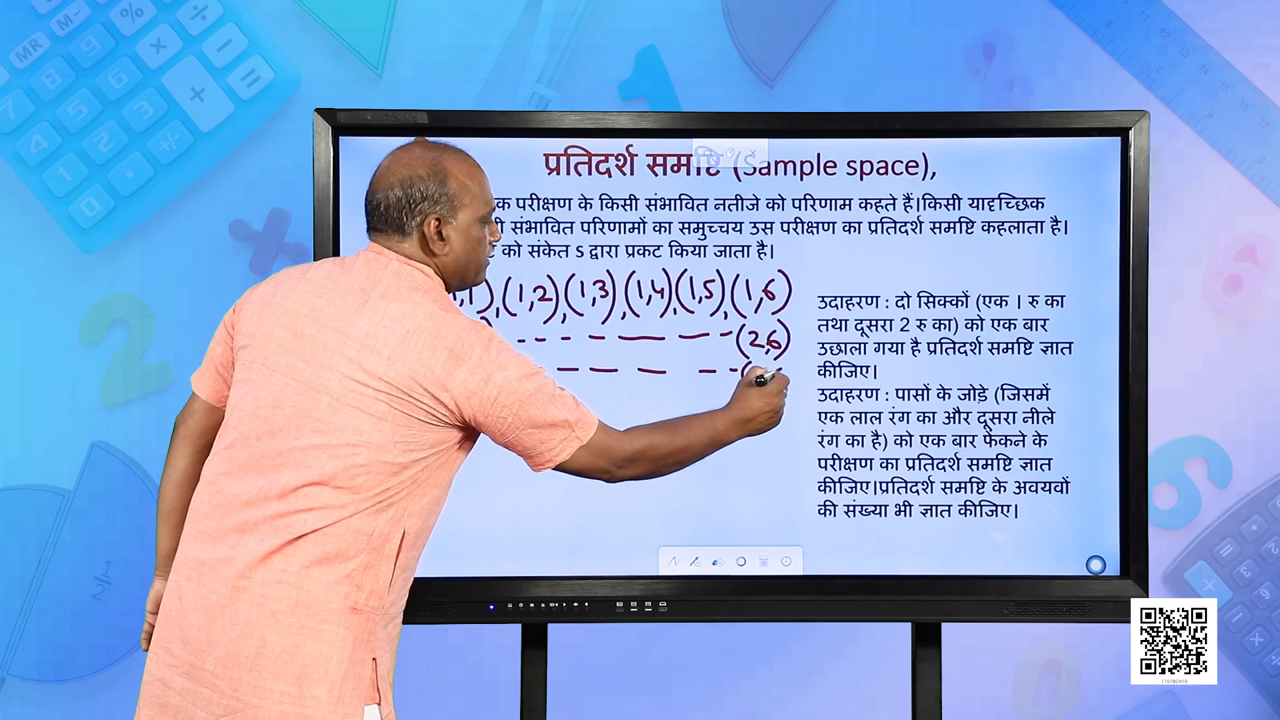 प्रतिदर्श समष्टि (Sample space),
क परीक्षण के किसी संभावित नतीजे को परिणाम कहते हैं।किसी यादृच्छिक
संभावित परिणामों का समुच्चय उस परीक्षण का प्रतिदर्श समष्टि कहलाता है।
को संकेत S द्वारा प्रकट किया जाता है।
,(1,2),(1,3),(1,4),(1,5),(1,6)
(2,6)
उदाहरण : दो सिक्कों (एक । रु का
तथा दूसरा 2 रु का) को एक बार
उछाला गया है प्रतिदर्श समष्टि ज्ञात
कीजिए।
उदाहरण : पासों के जोड़े (जिसमें
एक लाल रंग का और दूसरा नीले
रंग का है) को एक बार फेंकने के
परीक्षण का प्रतिदर्श समष्टि ज्ञात
कीजिए।प्रतिदर्श समष्टि के अवयवों
की संख्या भी ज्ञात कीजिए।